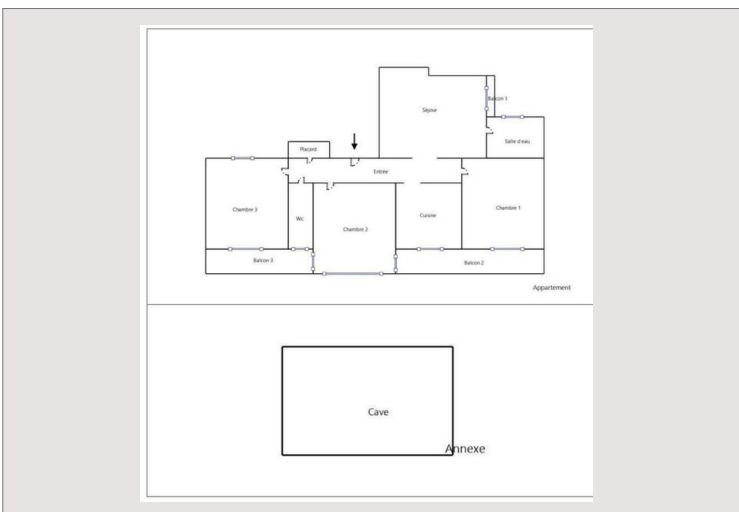 Balcon 1
Séjour
Salle d'eau
Placard
Entrée
Chambre 3
Wc
Chambre 2
Cuisine
Chambre 1
Balcon 3
Balcon 2
Appartement
Cave
Annexe